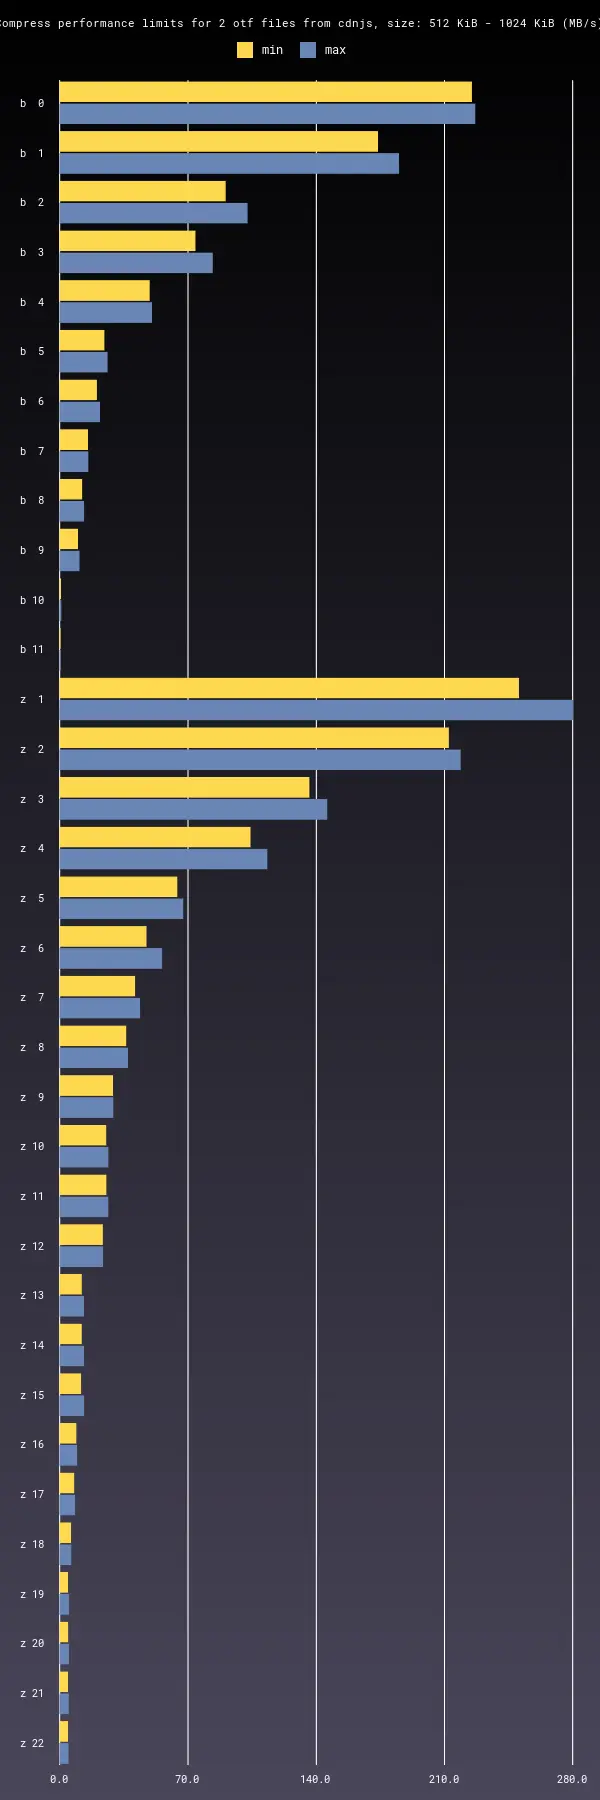 ompress performance limits for 2 otf files from cdnjs, size: 512 KiB - 1024 KiB (MB/s)
min max
b 0
b 1
b 2
b 3
b 4
b 5
b 6
b 7
b 8
b 9
b 10
b 11
z 1
z 2
z 3
z 4
z 5
z 6
z 7
z 8
z 9
z 10
z 11
z 12
z 13
z 14
z 15
z 16
z 17
z 18
z 19
z 20
z 21
z 22
0.0 70.0 140.0 210.0 280.0